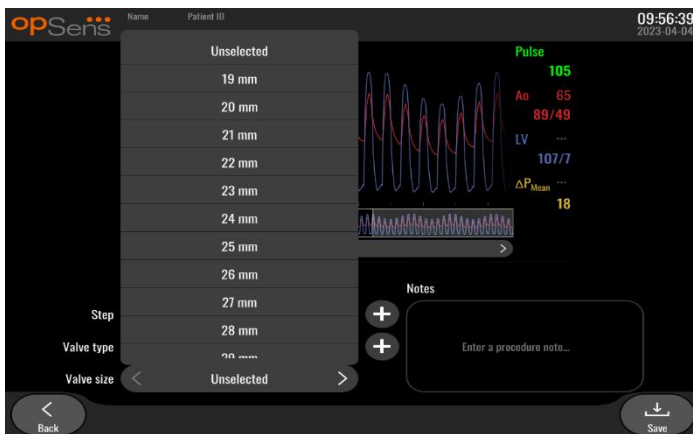 opSens
Name Patient ID
09:56:39
2023-04-04
Unselected
19 mm
20 mm
21 mm
22 mm
23 mm
24 mm
25 mm
26 mm
27 mm
28 mm
29 mm
Pulse
105
Ao 65
89/49
LV ---
107/7
ΔPMean ---
18
Step
Valve type
Valve size Unselected
Notes
Enter a procedure note...
Back
Save